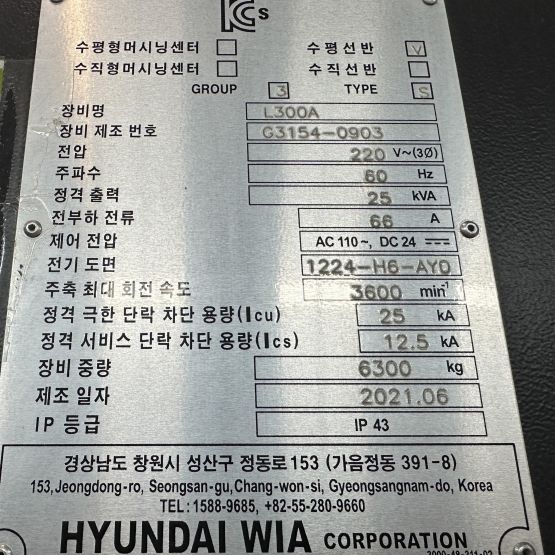 KCs
수평형머시닝센터 □ 수평선반 V
수직형머시닝센터 □ 수직선반 □
GROUP 3 TYPE S
장비명 L300A
장비 제조 번호 G3154-0903
전압 220 V~(3Ø)
주파수 60 Hz
정격 출력 25 kVA
전부하 전류 66 A
제어 전압 AC 110~, DC 24 ⎓
전기 도면 1224-H6-AY0
주축 최대 회전 속도 3600 min⁻¹
정격 극한 단락 차단 용량(Icu) 25 kA
정격 서비스 단락 차단 용량(Ics) 12.5 kA
장비 중량 6300 kg
제조 일자 2021.06
IP 등급 IP 43
경상남도 창원시 성산구 정동로 153 (가음정동 391-8)
153,Jeongdong-ro, Seongsan-gu,Chang-won-si, Gyeongsangnam-do, Korea
TEL: 1588-9685, +82-55-280-9660
HYUNDAI WIA CORPORATION